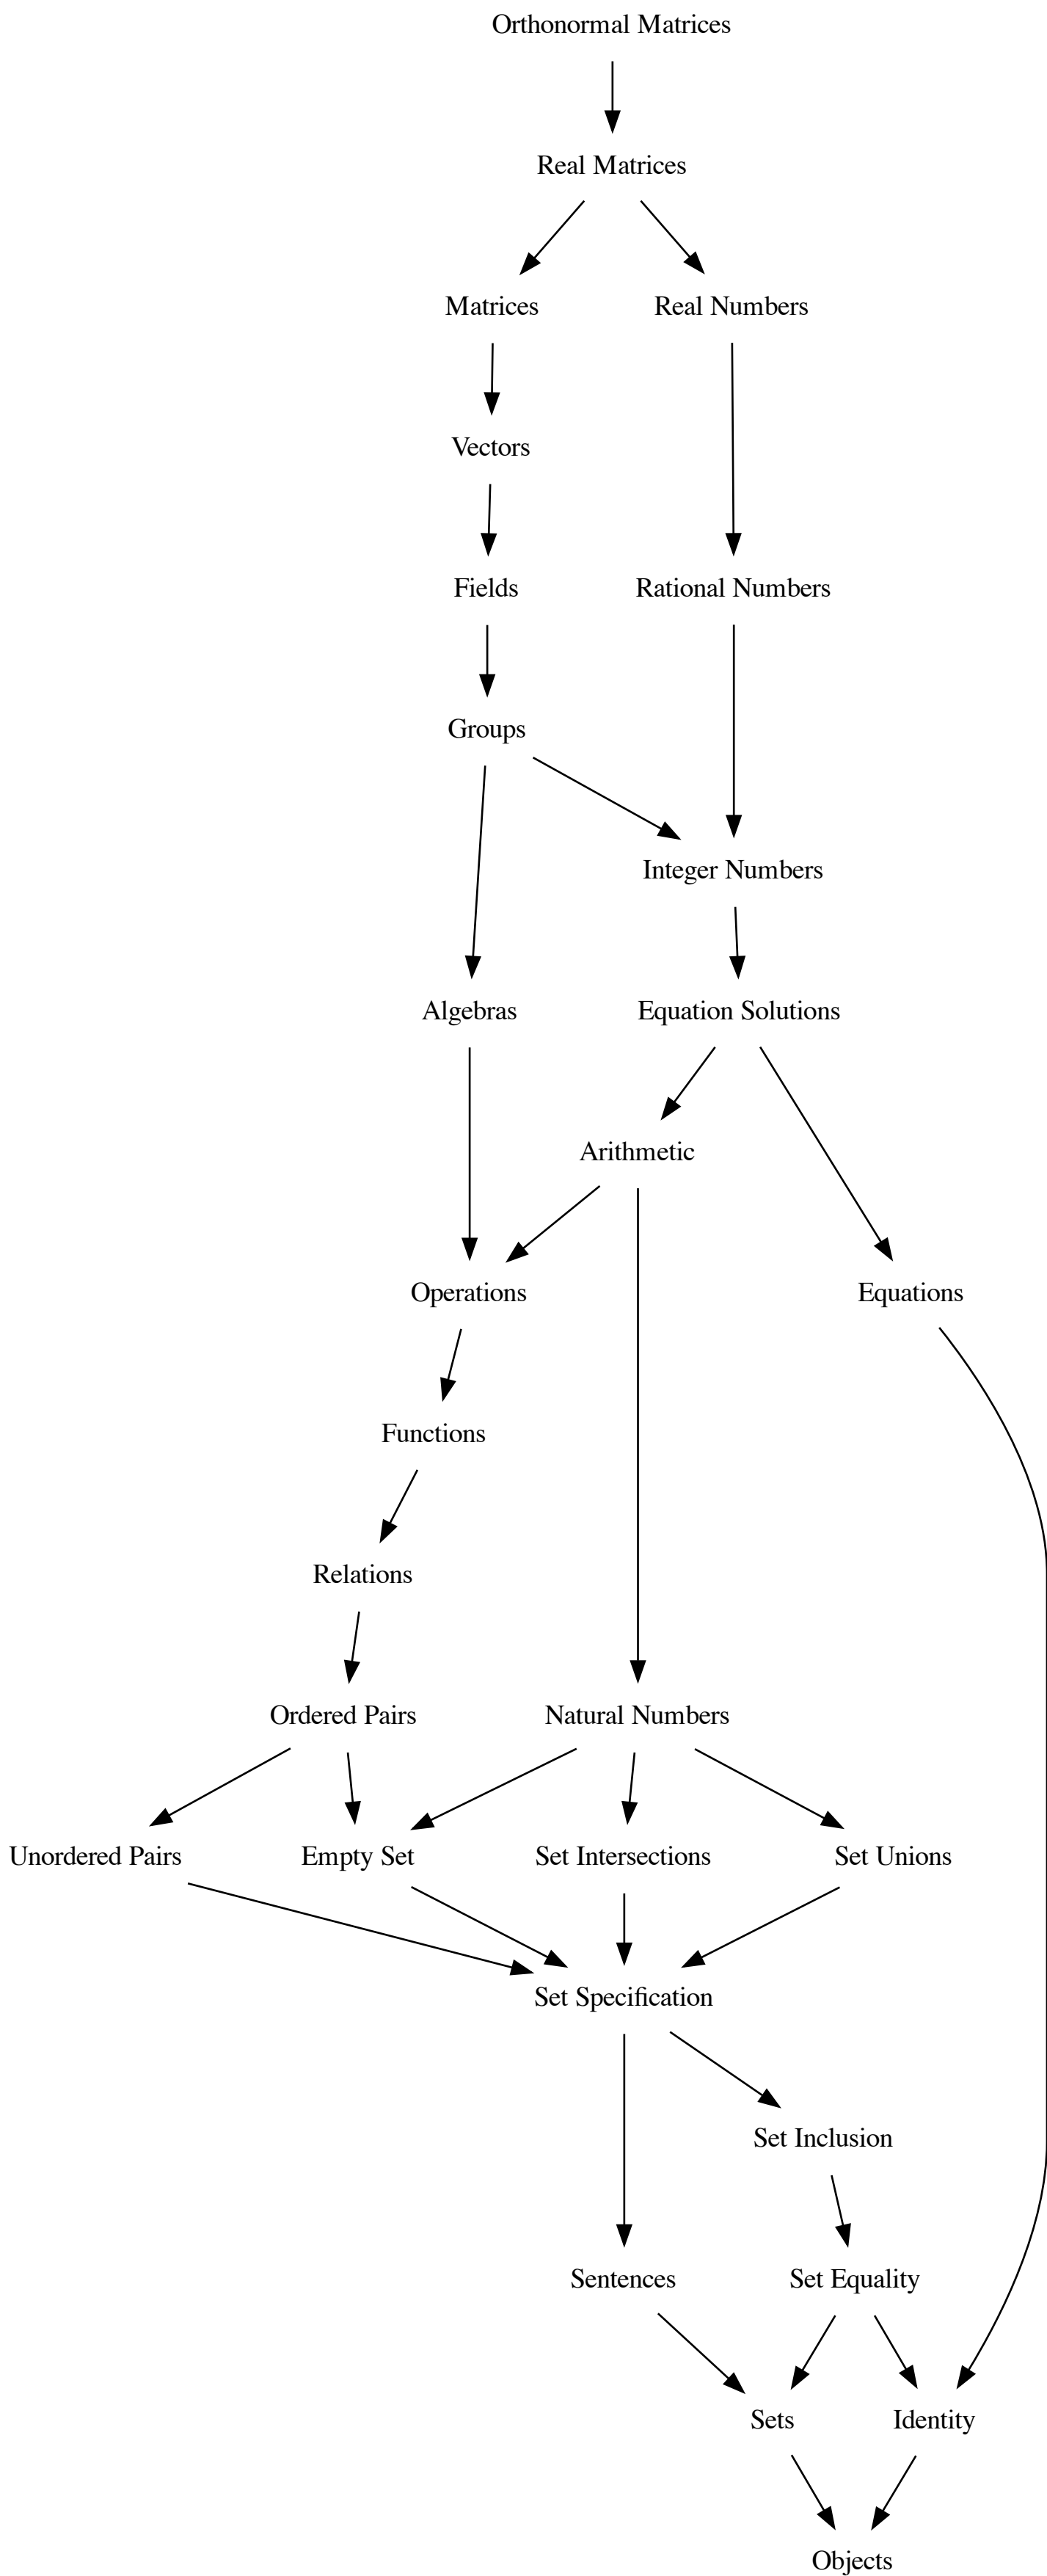 Orthonormal Matrices
Real Matrices
Matrices
Real Numbers
Vectors
Fields
Rational Numbers
Groups
Integer Numbers
Algebras
Equation Solutions
Arithmetic
Operations
Equations
Functions
Relations
Ordered Pairs
Natural Numbers
Unordered Pairs
Empty Set
Set Intersections
Set Unions
Set Specification
Set Inclusion
Sentences
Set Equality
Sets
Identity
Objects